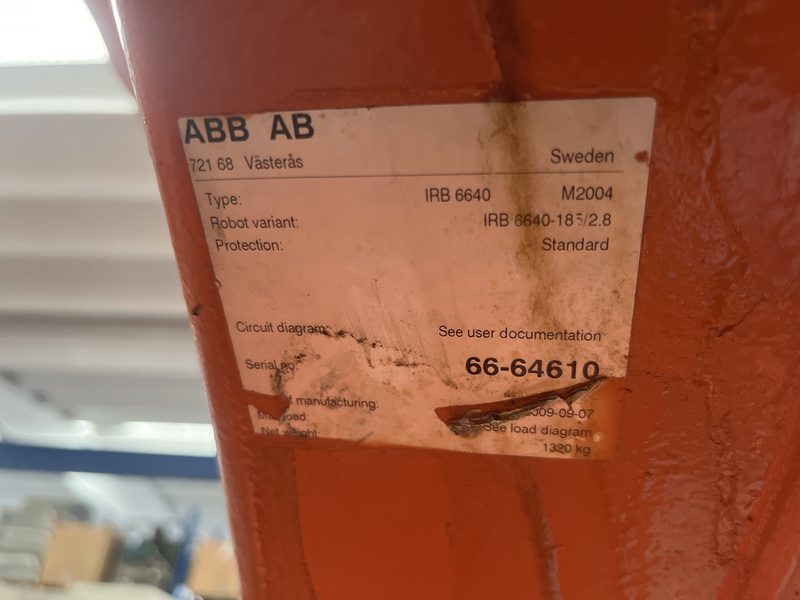 ABB AB
721 68 Västerås Sweden
Type: IRB 6640 M2004
Robot variant: IRB 6640-185/2.8
Protection: Standard
Circuit diagram: See user documentation
Serial no 66-64610
manufacturing: 009-09-07
load: See load diagram
Net weight: 1320 kg